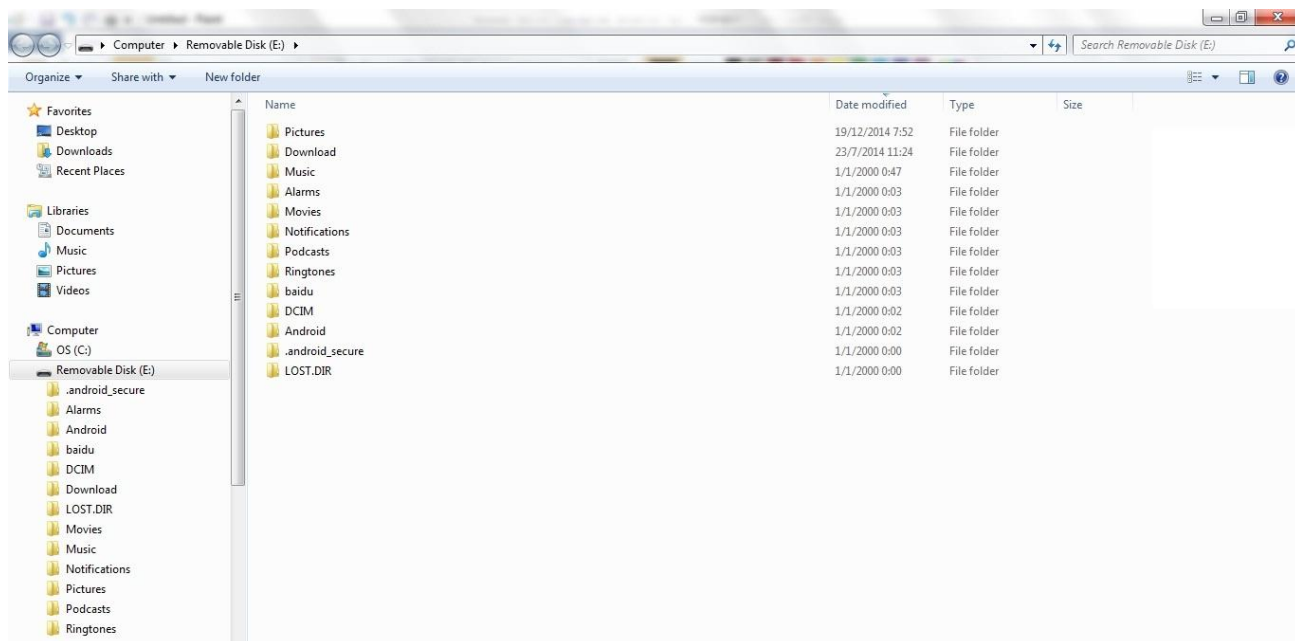 Computer ▸ Removable Disk (E:) ▸
Search Removable Disk (E:)
Organize Share with New folder
Favorites
Desktop
Downloads
Recent Places
Libraries
Documents
Music
Pictures
Videos
Computer
OS (C:)
Removable Disk (E:)
.android_secure
Alarms
Android
baidu
DCIM
Download
LOST.DIR
Movies
Music
Notifications
Pictures
Podcasts
Ringtones
Name Date modified Type Size
Pictures 19/12/2014 7:52 File folder
Download 23/7/2014 11:24 File folder
Music 1/1/2000 0:47 File folder
Alarms 1/1/2000 0:03 File folder
Movies 1/1/2000 0:03 File folder
Notifications 1/1/2000 0:03 File folder
Podcasts 1/1/2000 0:03 File folder
Ringtones 1/1/2000 0:03 File folder
baidu 1/1/2000 0:03 File folder
DCIM 1/1/2000 0:02 File folder
Android 1/1/2000 0:02 File folder
.android_secure 1/1/2000 0:00 File folder
LOST.DIR 1/1/2000 0:00 File folder